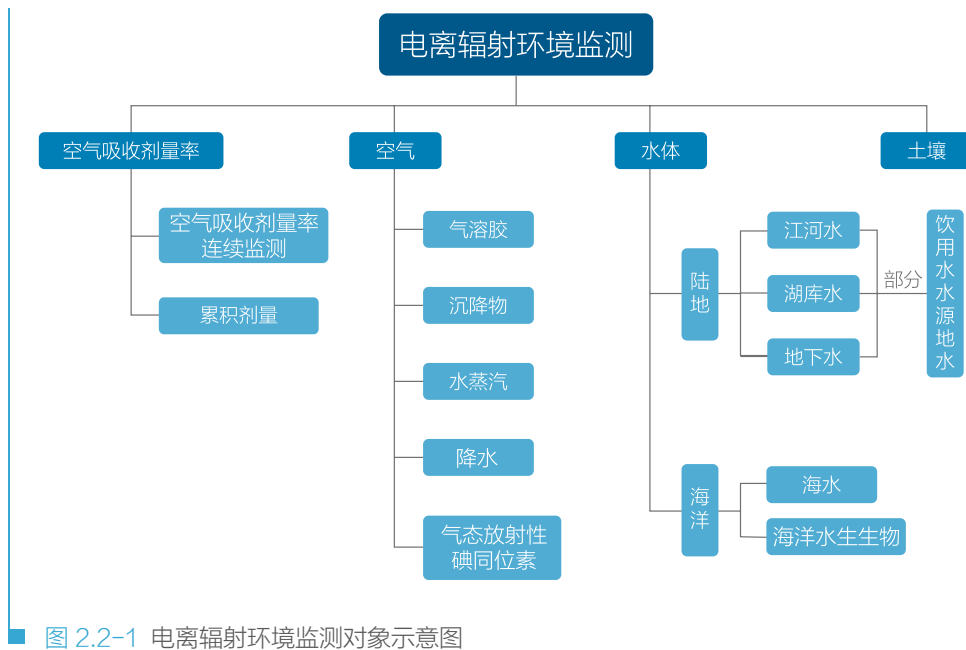 电离辐射环境监测
空气吸收剂量率
空气
水体
土壤
空气吸收剂量率
连续监测
累积剂量
气溶胶
沉降物
水蒸汽
降水
气态放射性
碘同位素
陆地
江河水
湖库水
地下水
部分
饮用水水源地水
海洋
海水
海洋水生生物
图 2.2-1 电离辐射环境监测对象示意图